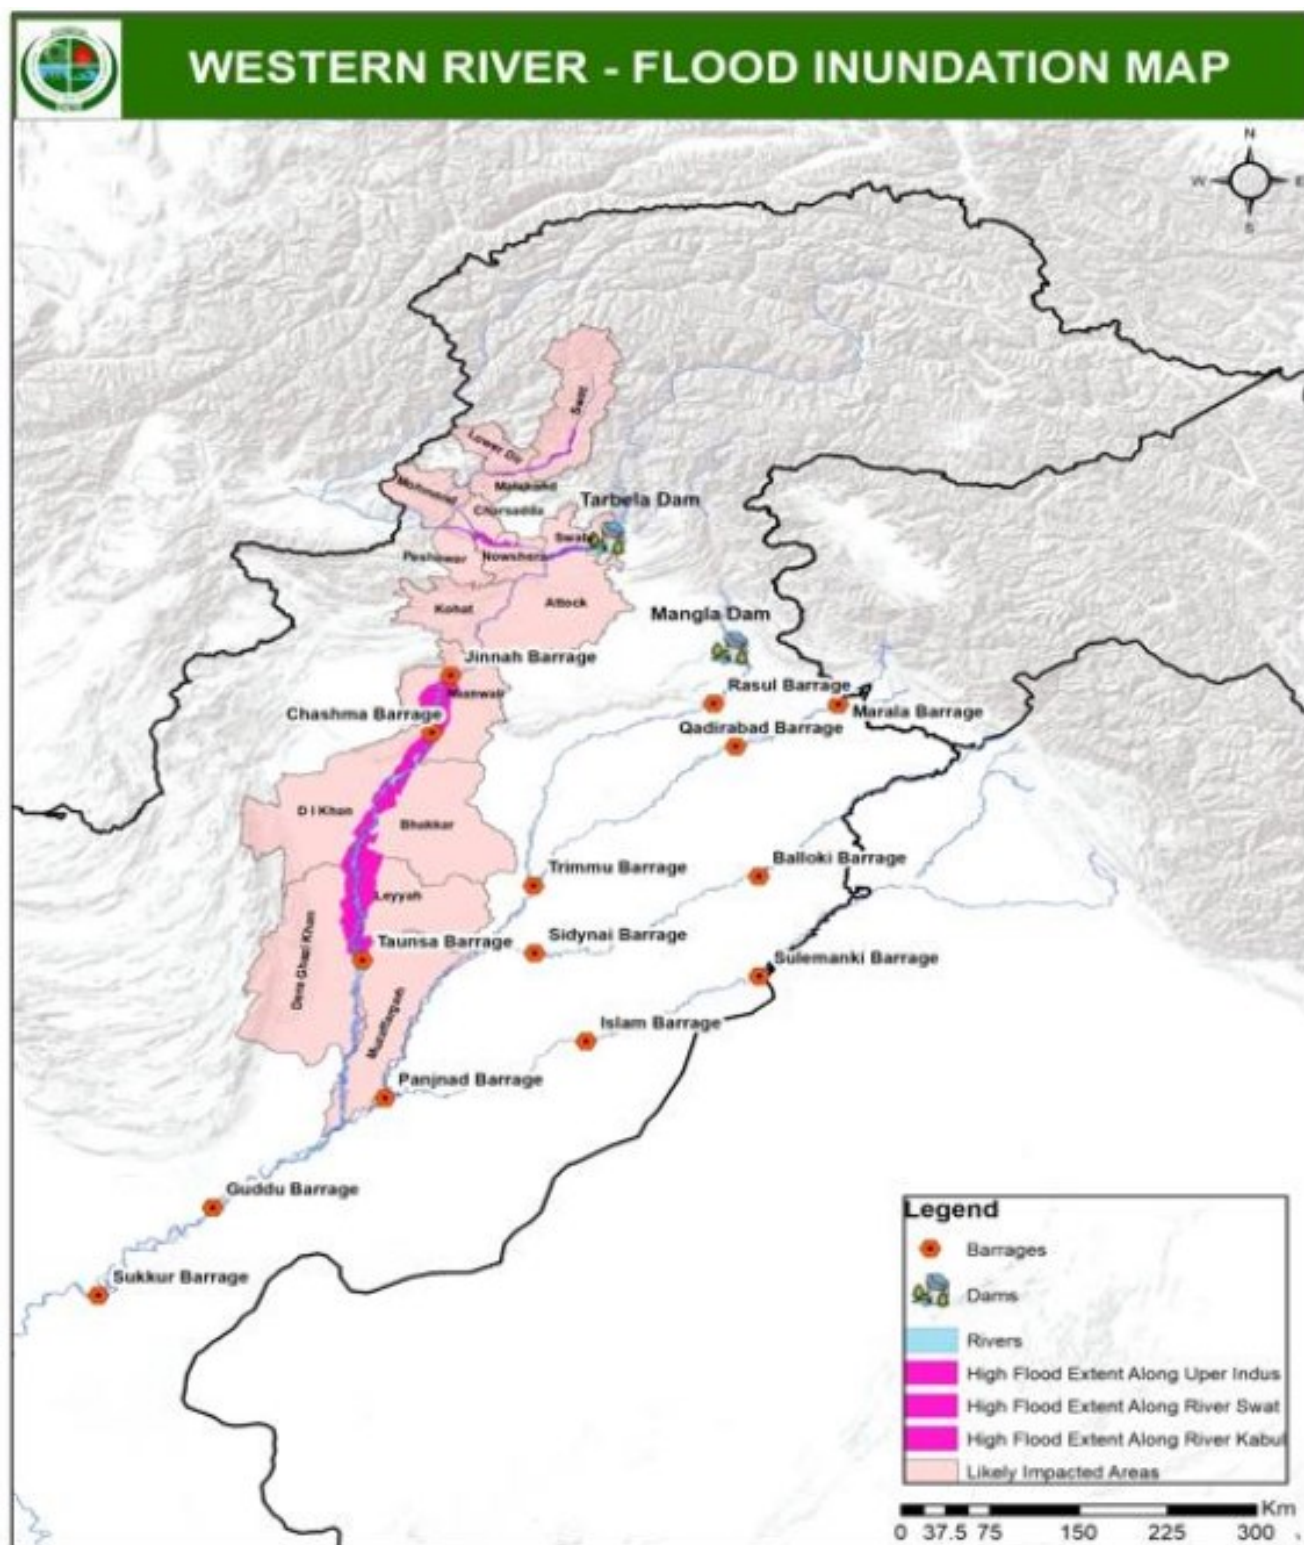 WESTERN RIVER - FLOOD INUNDATION MAP
N
W
E
S
Swat
Lower Dir
Malakand
Mohmand
Charsadda
Tarbela Dam
Swabi
Peshawar
Nowshera
Kohat
Attock
Mangla Dam
Jinnah Barrage
Mianwali
Rasul Barrage
Chashma Barrage
Marala Barrage
Qadirabad Barrage
D I Khan
Bhakkar
Trimmu Barrage
Balloki Barrage
Leyyah
Dera Ghazi Khan
Taunsa Barrage
Sidynai Barrage
Sulemanki Barrage
Muzaffargarh
Islam Barrage
Panjnad Barrage
Guddu Barrage
Sukkur Barrage
Legend
Barrages
Dams
Rivers
High Flood Extent Along Uper Indus
High Flood Extent Along River Swat
High Flood Extent Along River Kabul
Likely Impacted Areas
Km
0 37.5 75 150 225 300